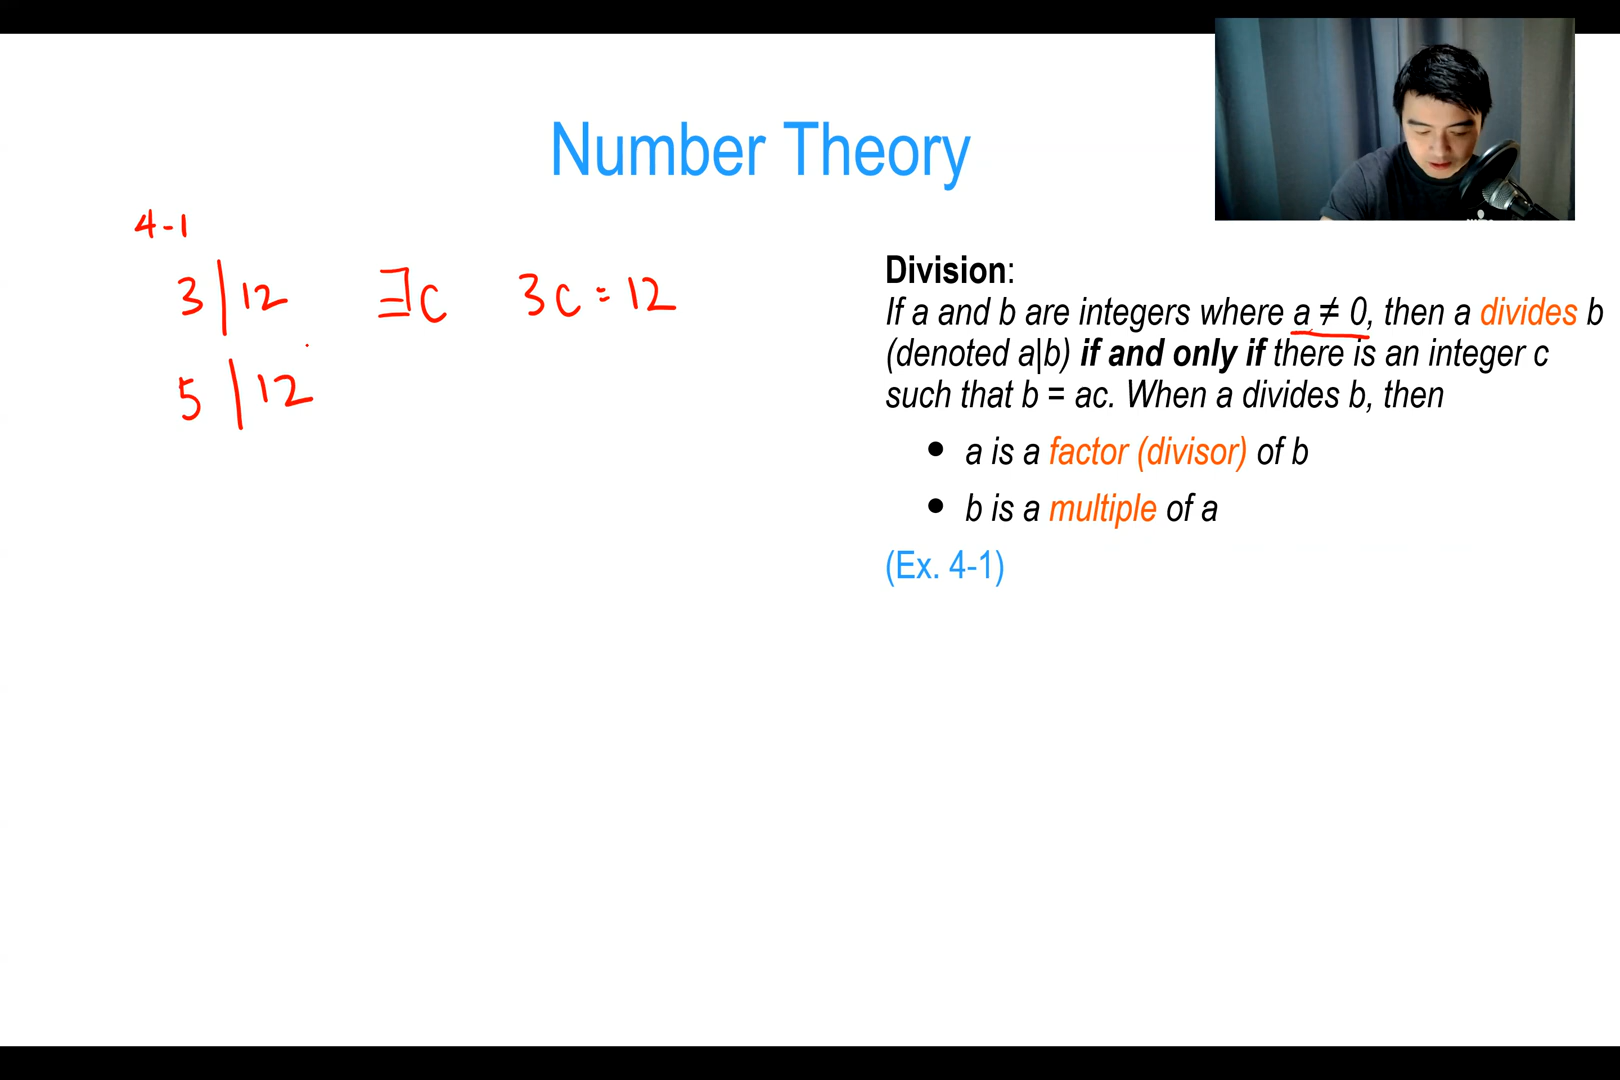 Number Theory
4-1
3 | 12 ∃c 3c = 12
5 | 12
Division:
If a and b are integers where a ≠ 0, then a divides b
(denoted a|b) if and only if there is an integer c
such that b = ac. When a divides b, then
• a is a factor (divisor) of b
• b is a multiple of a
(Ex. 4-1)